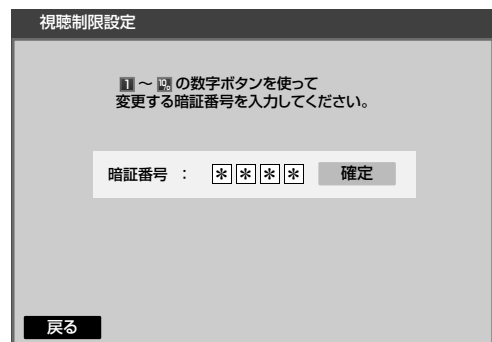 視聴制限設定
1 ～ 10 の数字ボタンを使って
変更する暗証番号を入力してください。
暗証番号 ： ＊ ＊ ＊ ＊ 確定
戻る